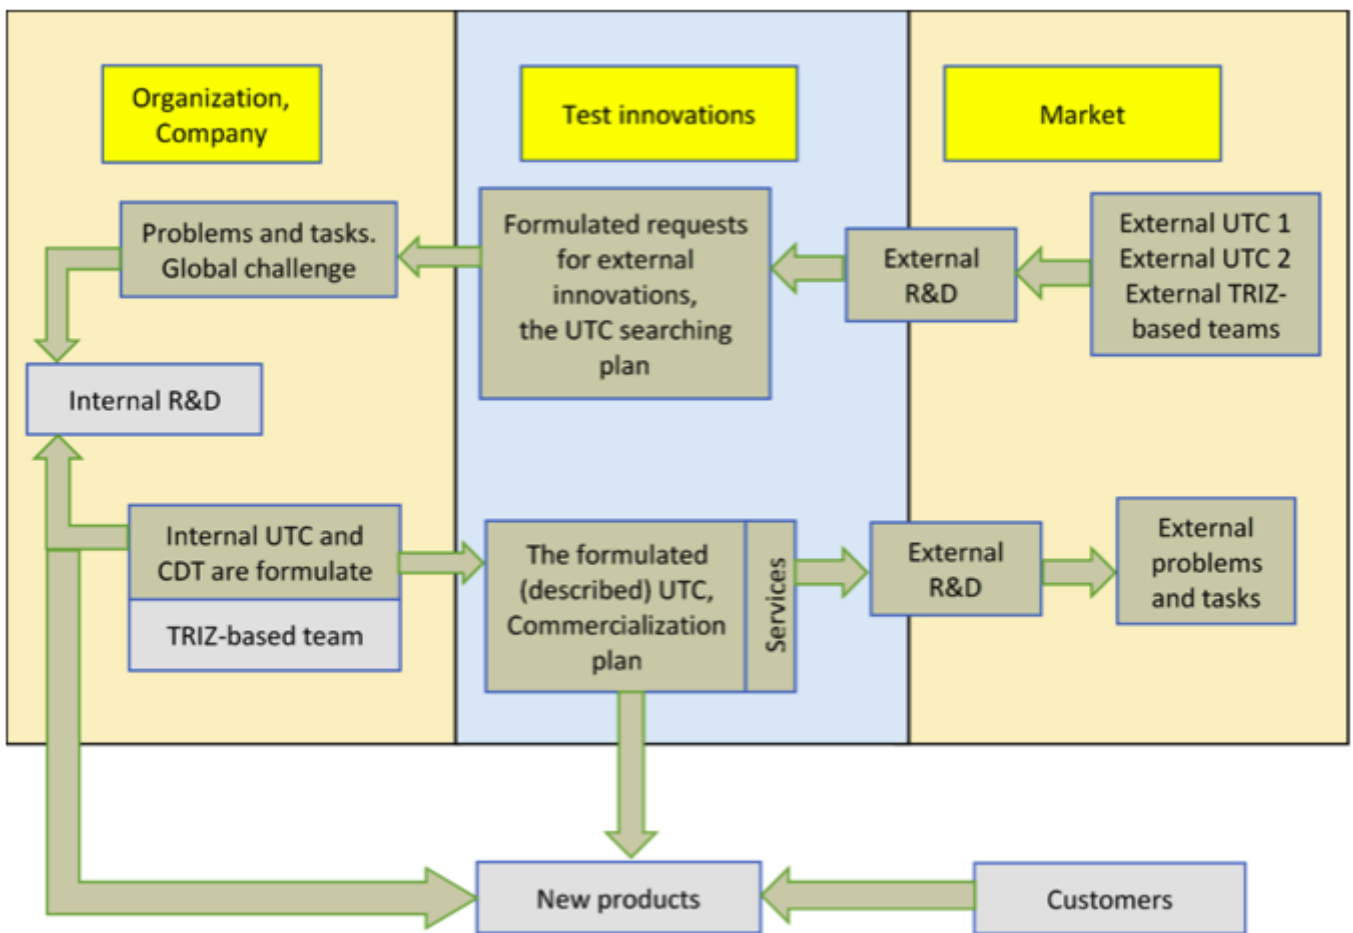 Organization,
Company
Test innovations
Market
Problems and tasks.
Global challenge
Formulated requests
for external
innovations,
the UTC searching
plan
External
R&D
External UTC 1
External UTC 2
External TRIZ-
based teams
Internal R&D
Internal UTC and
CDT are formulate
TRIZ-based team
The formulated
(described) UTC,
Commercialization
plan
Services
External
R&D
External
problems
and tasks
New products
Customers